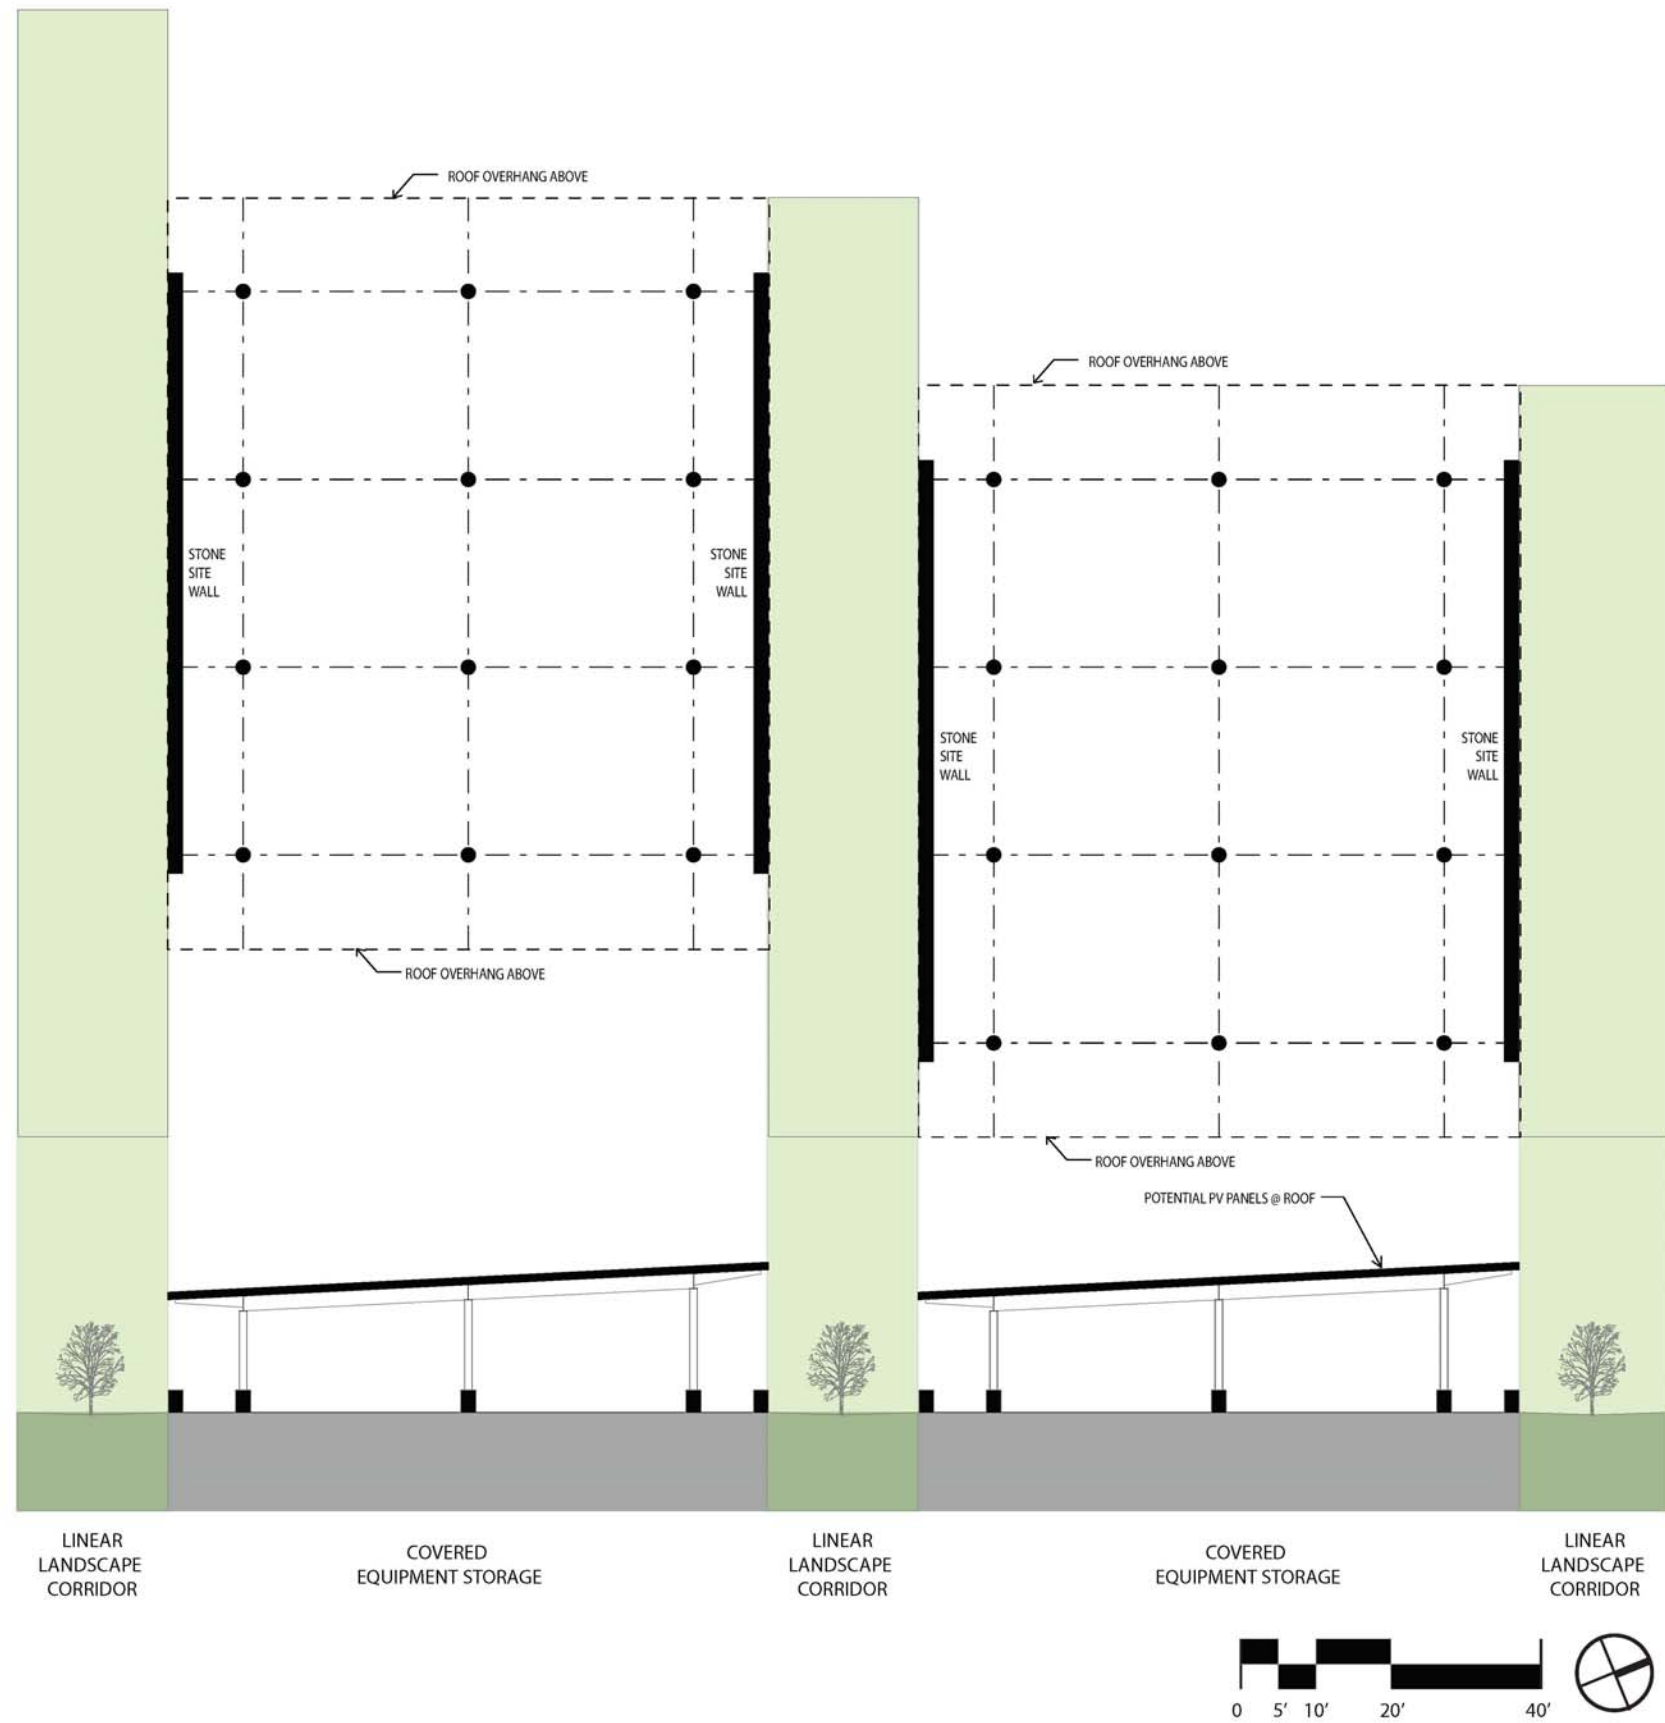 ROOF OVERHANG ABOVE
ROOF OVERHANG ABOVE
STONE
SITE
WALL
STONE
SITE
WALL
STONE
SITE
WALL
STONE
SITE
WALL
ROOF OVERHANG ABOVE
ROOF OVERHANG ABOVE
POTENTIAL PV PANELS @ ROOF
LINEAR
LANDSCAPE
CORRIDOR
COVERED
EQUIPMENT STORAGE
LINEAR
LANDSCAPE
CORRIDOR
COVERED
EQUIPMENT STORAGE
LINEAR
LANDSCAPE
CORRIDOR
0 5' 10' 20' 40'